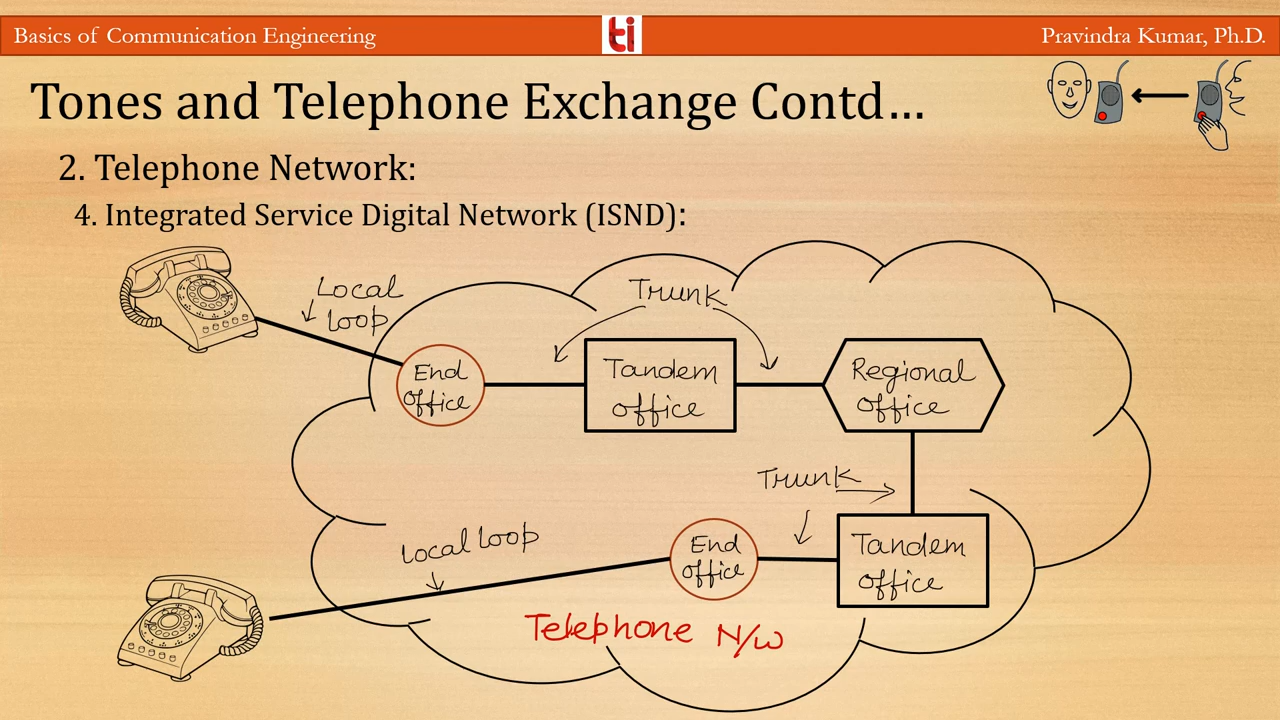 Basics of Communication Engineering
ti
Pravindra Kumar, Ph.D.
Tones and Telephone Exchange Contd...
2. Telephone Network:
4. Integrated Service Digital Network (ISND):
Local
loop
Trunk
End
office
Tandem
office
Regional
office
Trunk
Local loop
End
office
Tandem
office
Telephone N/W